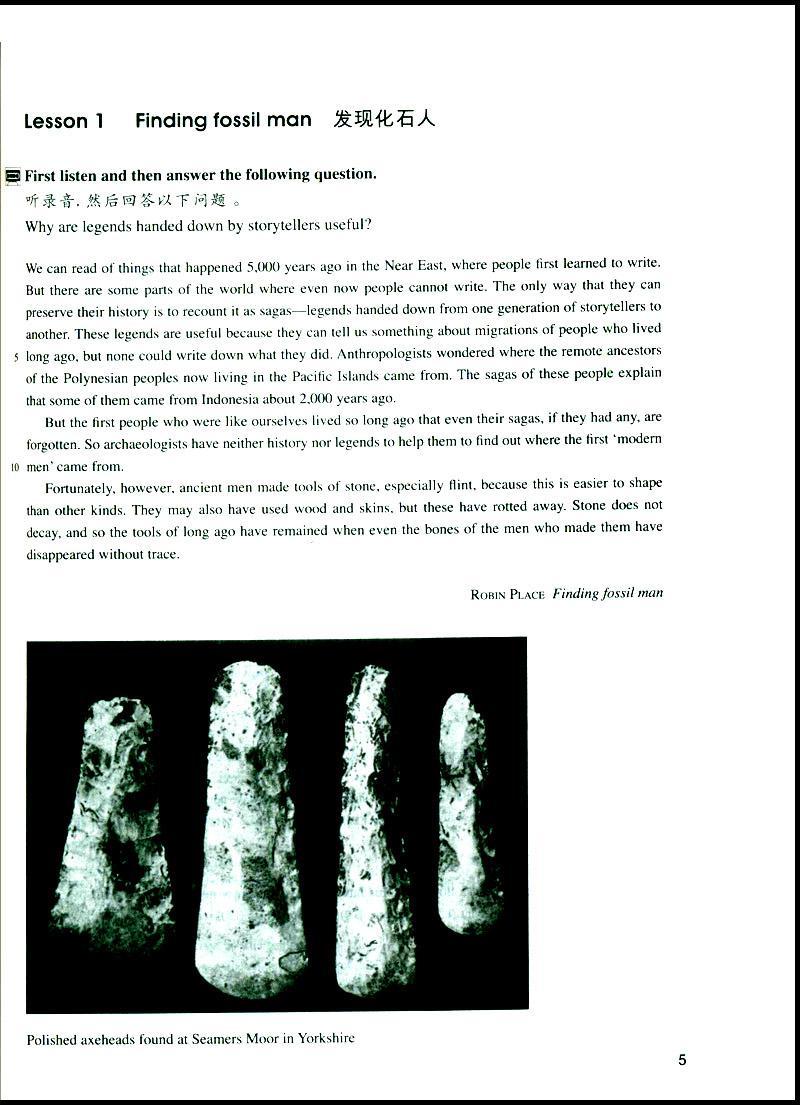 Lesson 1 Finding fossil man 发现化石人
First listen and then answer the following question.
听录音，然后回答以下问题。
Why are legends handed down by storytellers useful?
We can read of things that happened 5,000 years ago in the Near East, where people first learned to write.
But there are some parts of the world where even now people cannot write. The only way that they can
preserve their history is to recount it as sagas—legends handed down from one generation of storytellers to
another. These legends are useful because they can tell us something about migrations of people who lived
5 long ago, but none could write down what they did. Anthropologists wondered where the remote ancestors
of the Polynesian peoples now living in the Pacific Islands came from. The sagas of these people explain
that some of them came from Indonesia about 2,000 years ago.
But the first people who were like ourselves lived so long ago that even their sagas, if they had any, are
forgotten. So archaeologists have neither history nor legends to help them to find out where the first ‘modern
10 men’ came from.
Fortunately, however, ancient men made tools of stone, especially flint, because this is easier to shape
than other kinds. They may also have used wood and skins, but these have rotted away. Stone does not
decay, and so the tools of long ago have remained when even the bones of the men who made them have
disappeared without trace.
ROBIN PLACE Finding fossil man
Polished axeheads found at Seamers Moor in Yorkshire
5